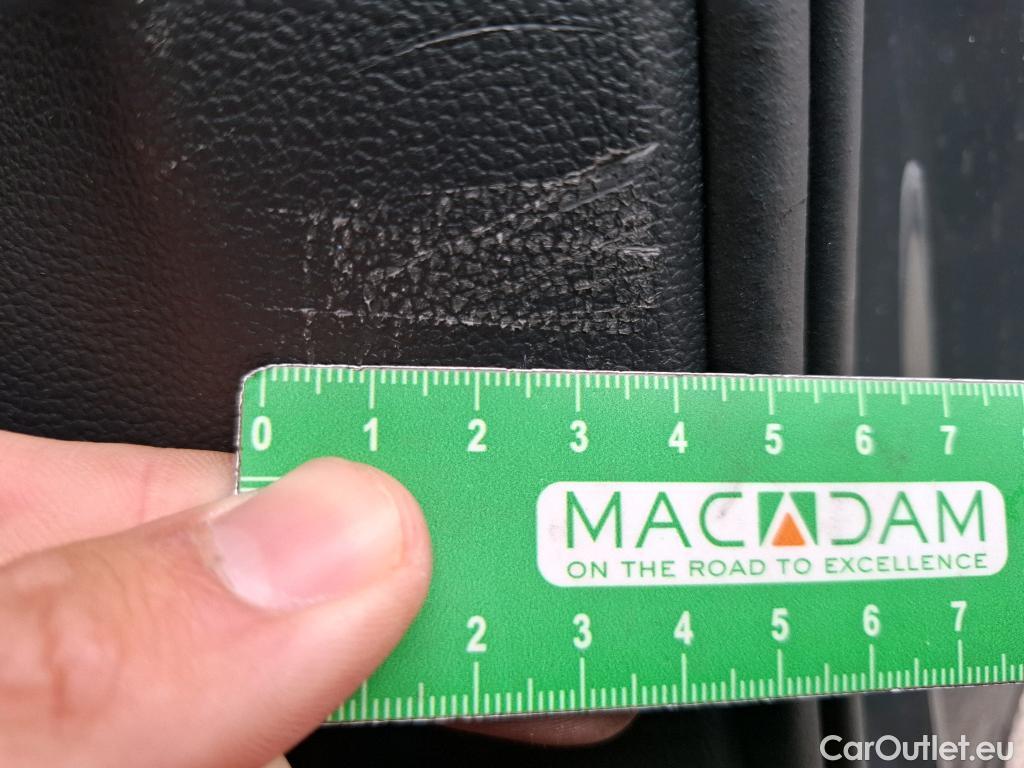 0 1 2 3 4 5 6 7
MACADAM
ON THE ROAD TO EXCELLENCE
2 3 4 5 6 7
CarOutlet.eu